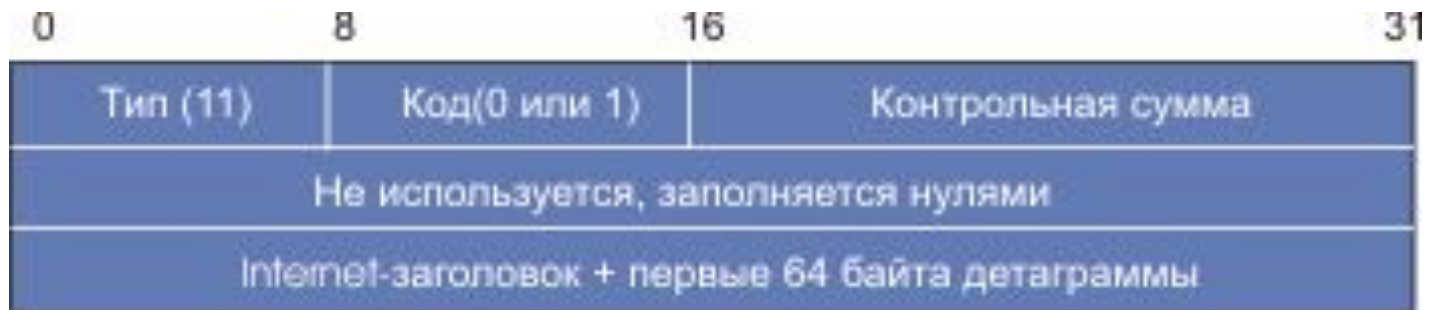 0 8 16 31
Тип (11) Код(0 или 1) Контрольная сумма
Не используется, заполняется нулями
Internet-заголовок + первые 64 байта детаграммы